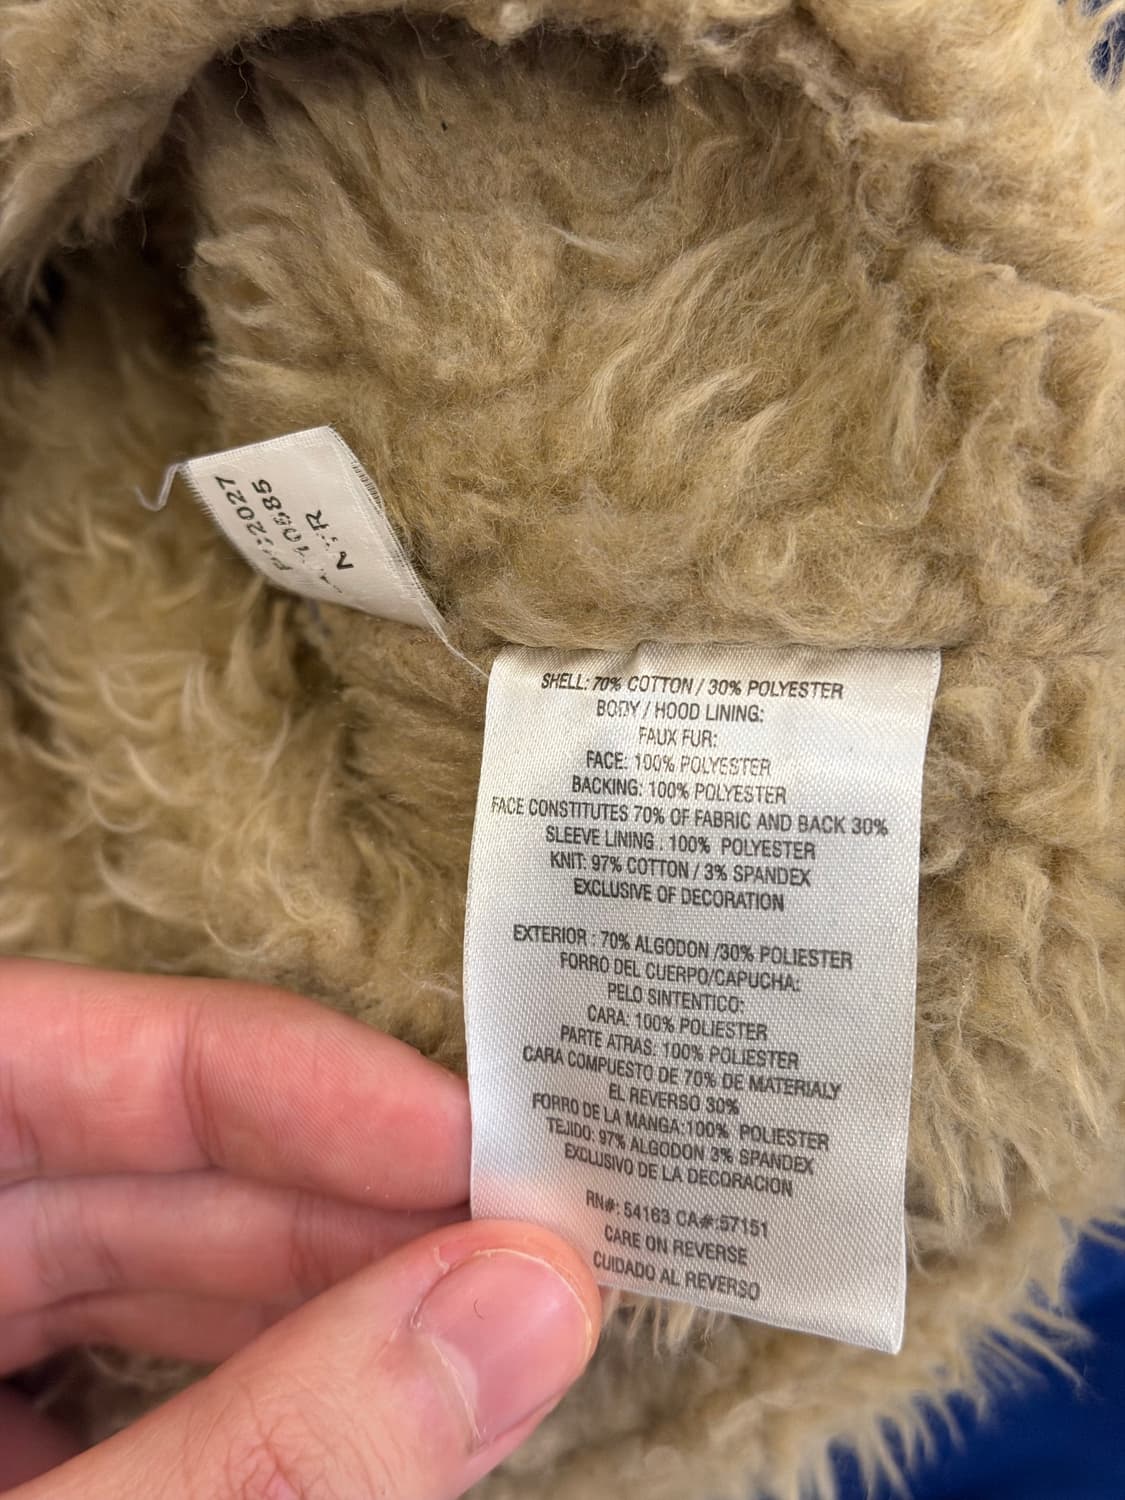 2027
10585
SHELL: 70% COTTON / 30% POLYESTER
BODY / HOOD LINING:
FAUX FUR:
FACE: 100% POLYESTER
BACKING: 100% POLYESTER
FACE CONSTITUTES 70% OF FABRIC AND BACK 30%
SLEEVE LINING : 100% POLYESTER
KNIT: 97% COTTON / 3% SPANDEX
EXCLUSIVE OF DECORATION
EXTERIOR : 70% ALGODON /30% POLIESTER
FORRO DEL CUERPO/CAPUCHA:
PELO SINTENTICO:
CARA: 100% POLIESTER
PARTE ATRAS: 100% POLIESTER
CARA COMPUESTO DE 70% DE MATERIALY
EL REVERSO 30%
FORRO DE LA MANGA:100% POLIESTER
TEJIDO: 97% ALGODON 3% SPANDEX
EXCLUSIVO DE LA DECORACION
RN#: 54163 CA#:57151
CARE ON REVERSE
CUIDADO AL REVERSO